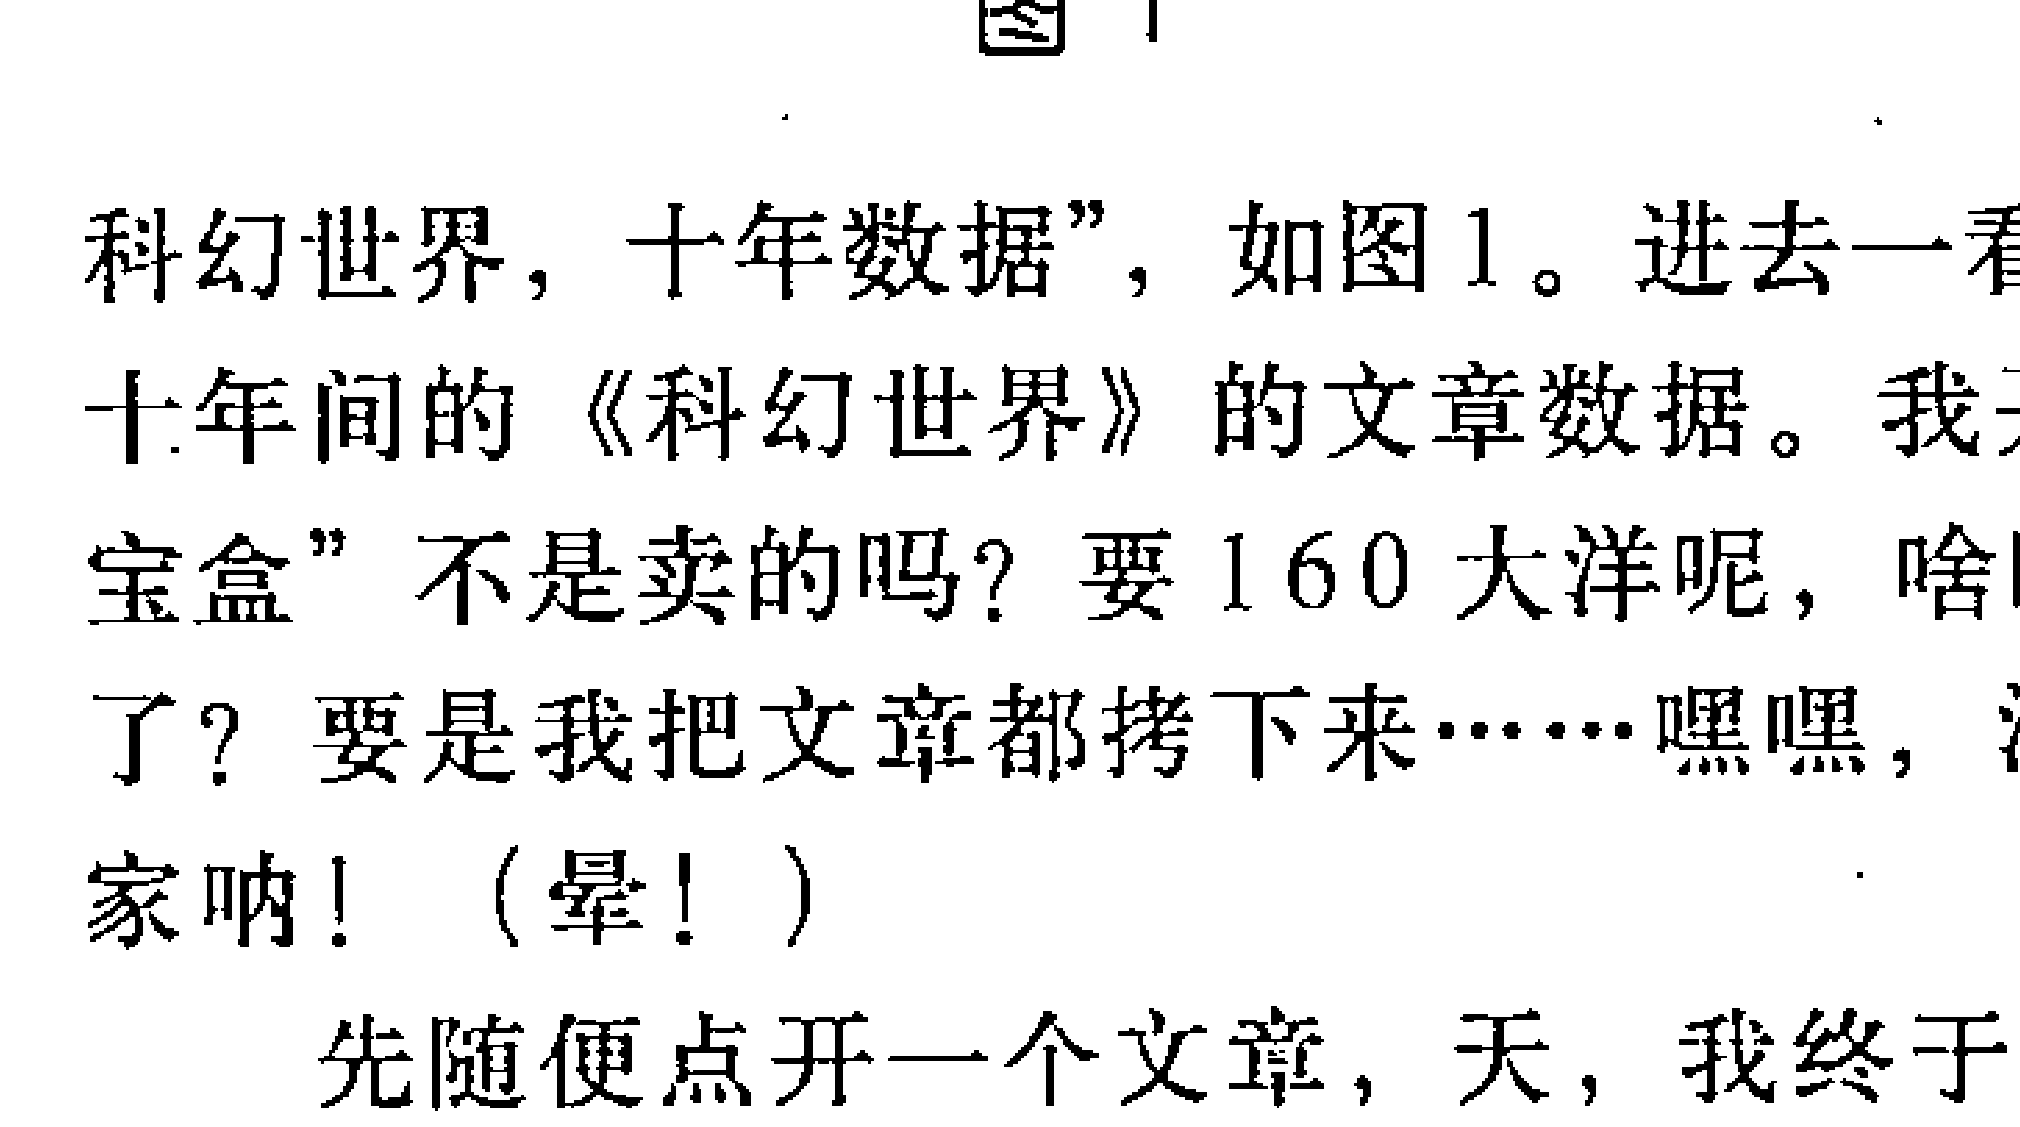 图 1
科幻世界，十年数据”，如图1。进去一看
十年间的《科幻世界》的文章数据。我
宝盒”不是卖的吗？要160大洋呢，啥
了？要是我把文章都拷下来……嘿嘿，
家呐！（晕！）
先随便点开一个文章，天，我终于